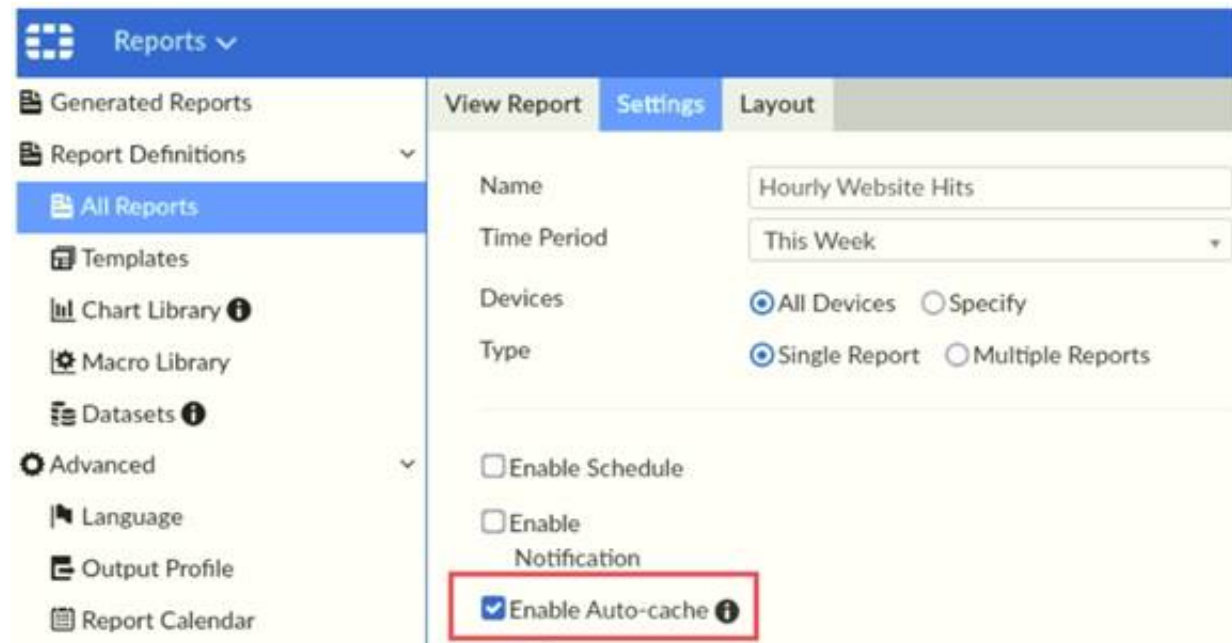 Reports
Generated Reports
Report Definitions
All Reports
Templates
Chart Library
Macro Library
Datasets
Advanced
Language
Output Profile
Report Calendar
View Report Settings Layout
Name Hourly Website Hits
Time Period This Week
Devices All Devices Specify
Type Single Report Multiple Reports
Enable Schedule
Enable
Notification
Enable Auto-cache